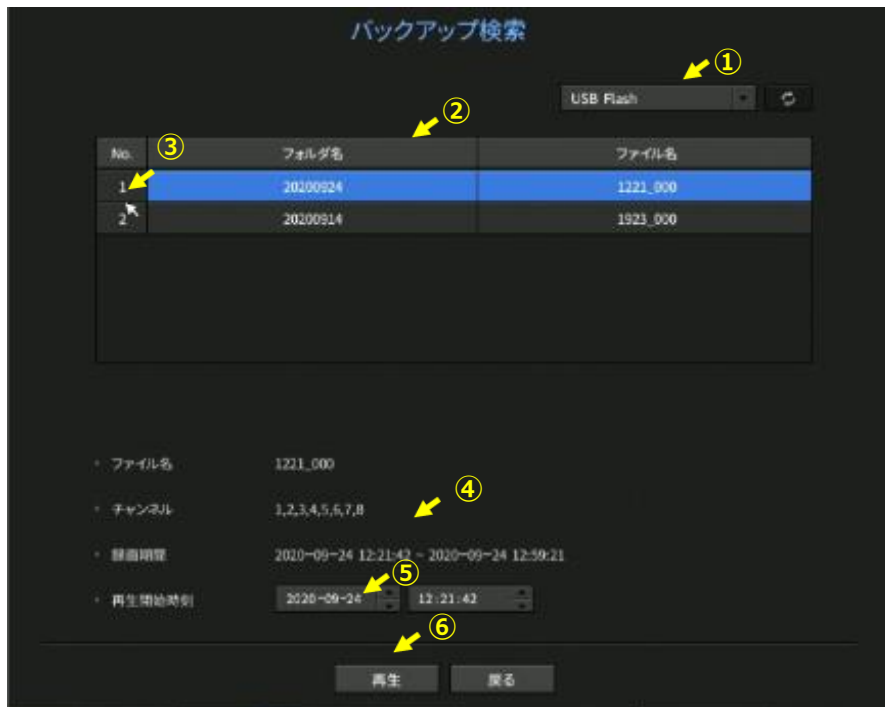 バックアップ検索
①
USB Flash
②
③
No. フォルダ名 ファイル名
1 20200924 1221_000
2 20200914 1923_000
ファイル名 1221_000
④
チャンネル 1,2,3,4,5,6,7,8
録画期間 2020-09-24 12:21:42 ~ 2020-09-24 12:59:21
⑤
再生開始時刻 2020-09-24 12:21:42
⑥
再生 戻る